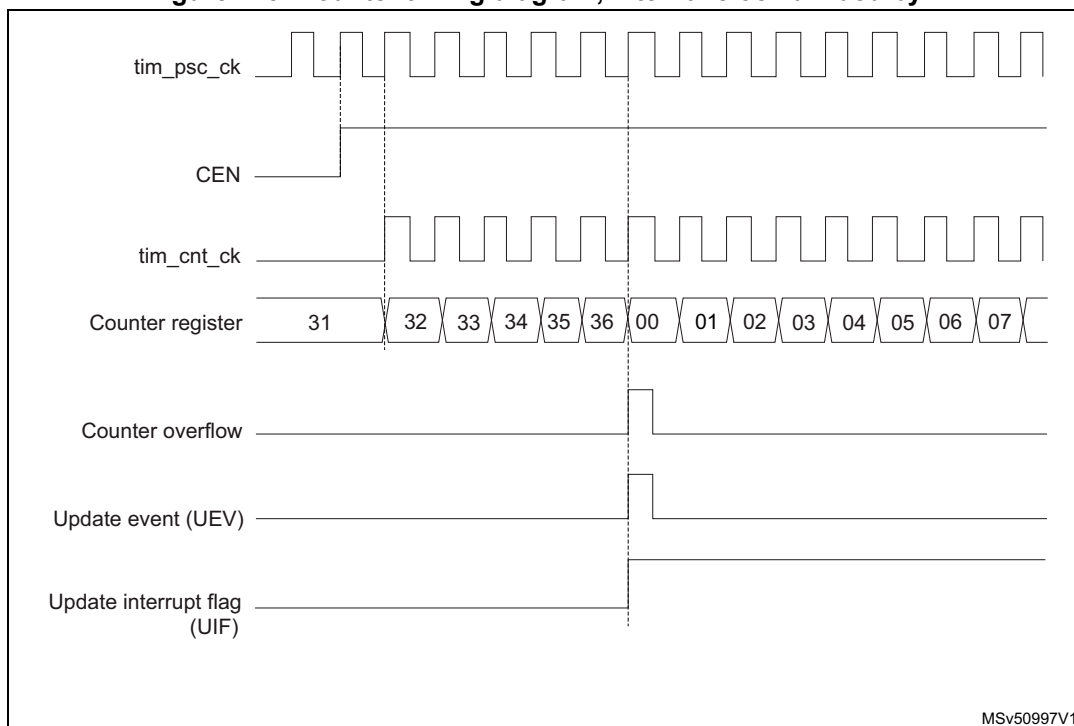 tim_psc_ck
CEN
tim_cnt_ck
Counter register 31 32 33 34 35 36 00 01 02 03 04 05 06 07
Counter overflow
Update event (UEV)
Update interrupt flag
(UIF)
MSv50997V1